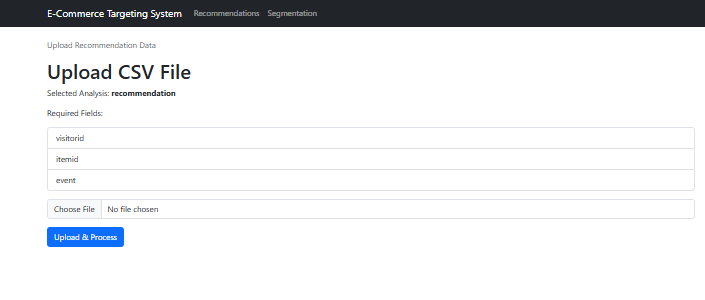 E-Commerce Targeting System Recommendations Segmentation
Upload Recommendation Data
Upload CSV File
Selected Analysis: recommendation
Required Fields:
visitorid
itemid
event
Choose File No file chosen
Upload & Process